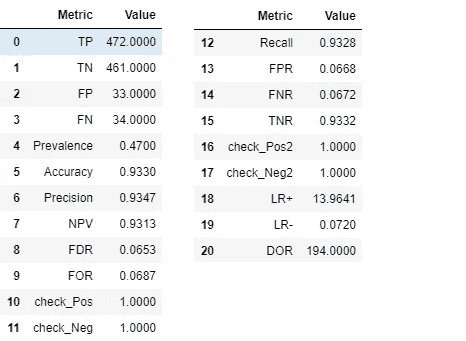 Metric Value
0 TP 472.0000
1 TN 461.0000
2 FP 33.0000
3 FN 34.0000
4 Prevalence 0.4700
5 Accuracy 0.9330
6 Precision 0.9347
7 NPV 0.9313
8 FDR 0.0653
9 FOR 0.0687
10 check_Pos 1.0000
11 check_Neg 1.0000
Metric Value
12 Recall 0.9328
13 FPR 0.0668
14 FNR 0.0672
15 TNR 0.9332
16 check_Pos2 1.0000
17 check_Neg2 1.0000
18 LR+ 13.9641
19 LR- 0.0720
20 DOR 194.0000